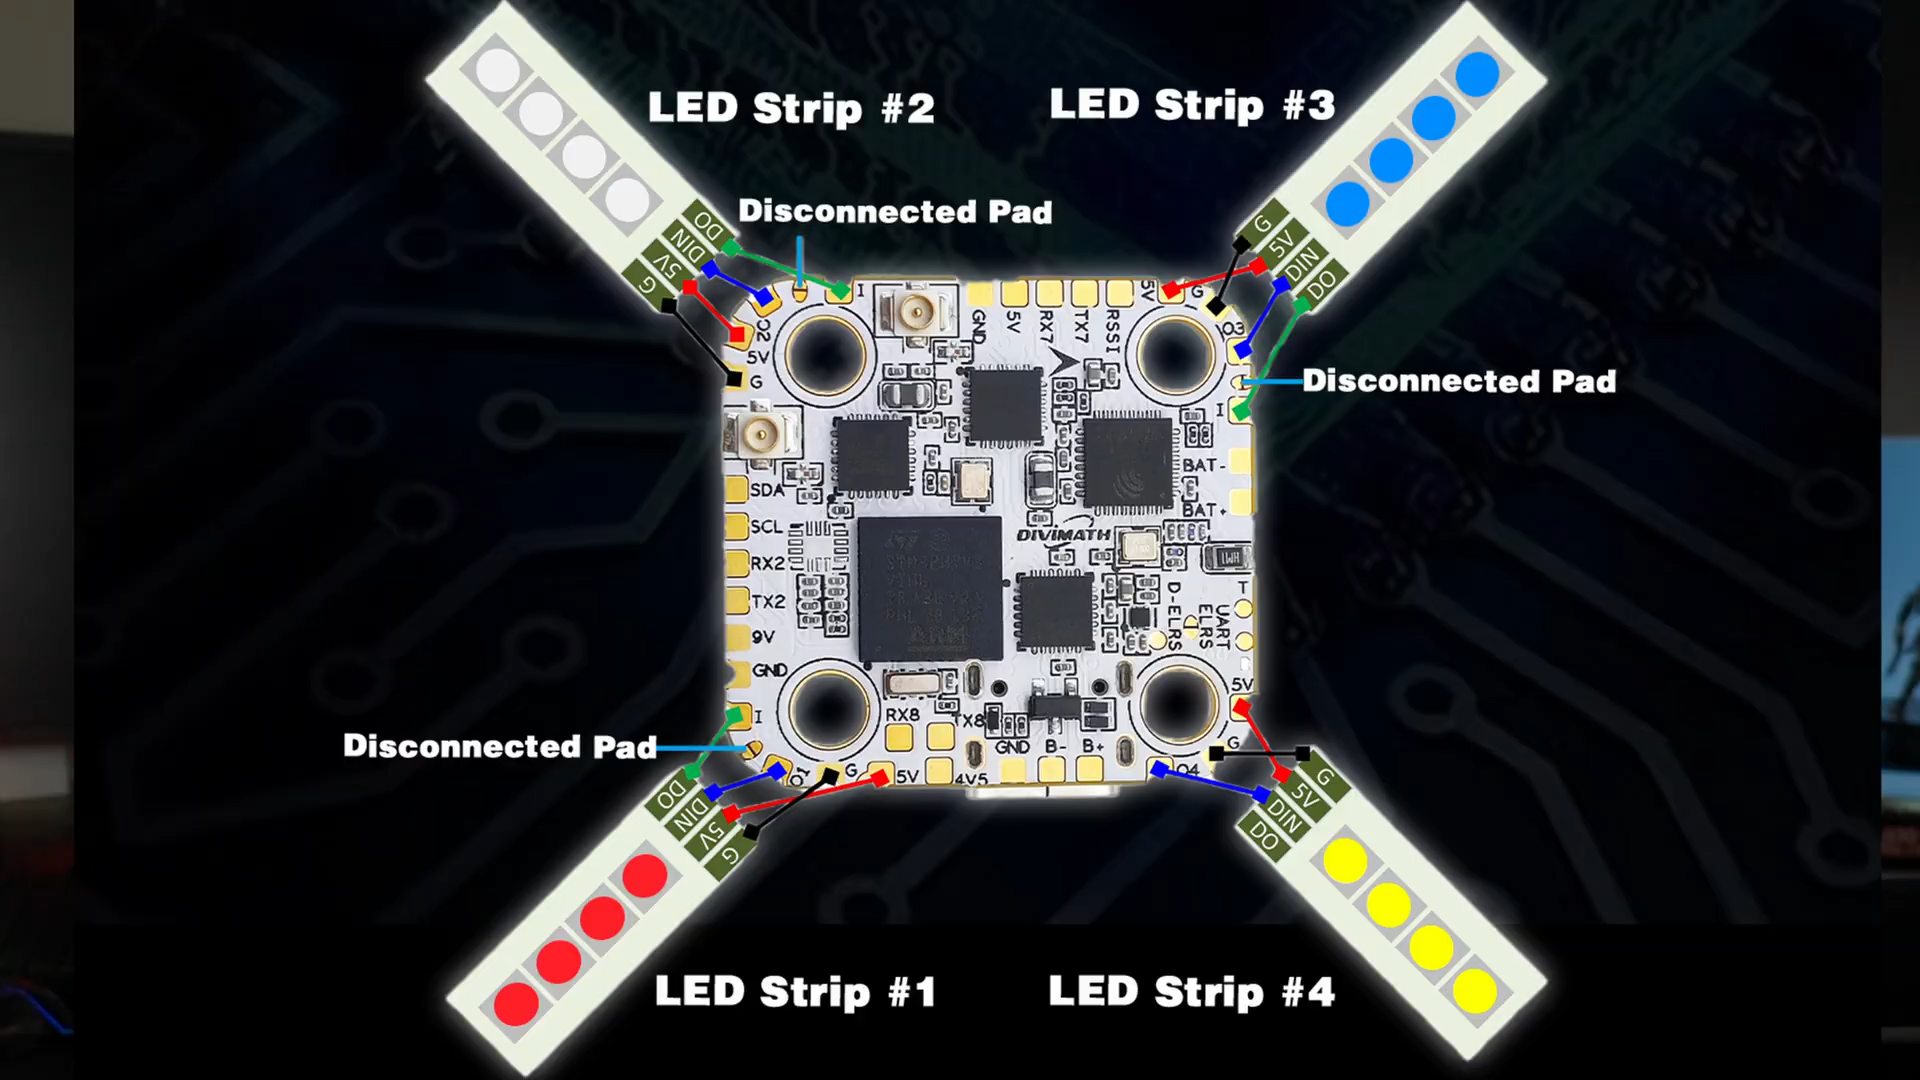 LED Strip #2
LED Strip #3
Disconnected Pad
DO
DIN
5V
G
G
5V
DIN
DO
I
O2
5V
G
GND
5V
RX7
TX7
RSSI
5V
G
O3
Disconnected Pad
I
BAT-
BAT+
SDA
SCL
RX2
TX2
9V
GND
DIVIMATH
ARM
D-ELRS
ELRS
UART
T
5V
I
RX8
TX8
GND
B-
B+
G
Disconnected Pad
O1
G
5V
4V5
O4
DO
DIN
5V
G
G
5V
DIN
DO
LED Strip #1
LED Strip #4